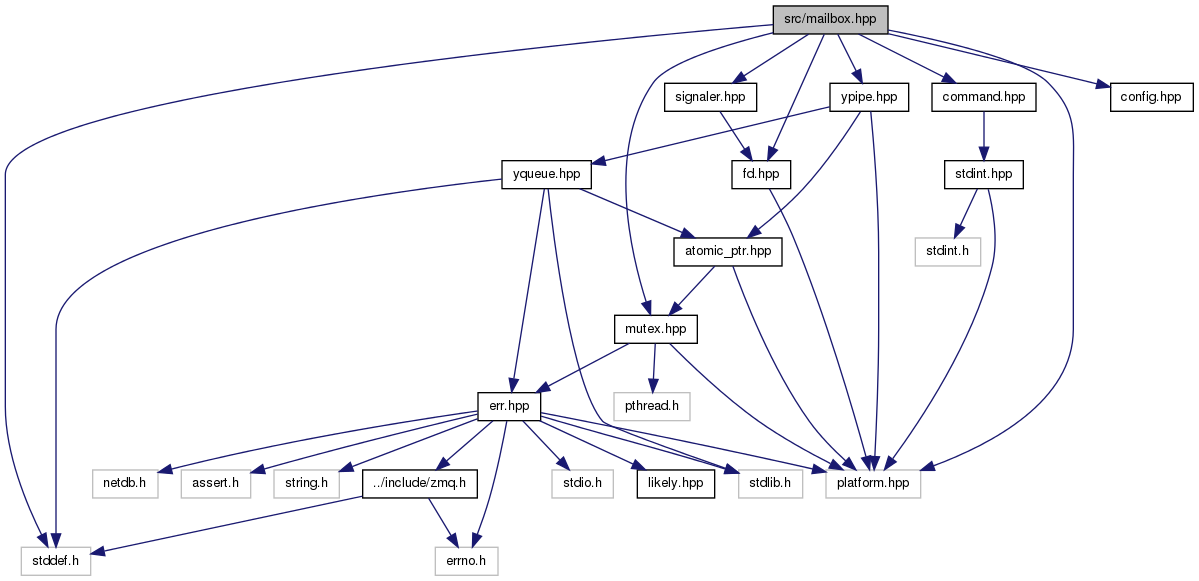 src/mailbox.hpp
signaler.hpp
ypipe.hpp
command.hpp
config.hpp
yqueue.hpp
fd.hpp
stdint.hpp
atomic_ptr.hpp
stdint.h
mutex.hpp
err.hpp
pthread.h
netdb.h
assert.h
string.h
../include/zmq.h
stdio.h
likely.hpp
stdlib.h
platform.hpp
stddef.h
errno.h